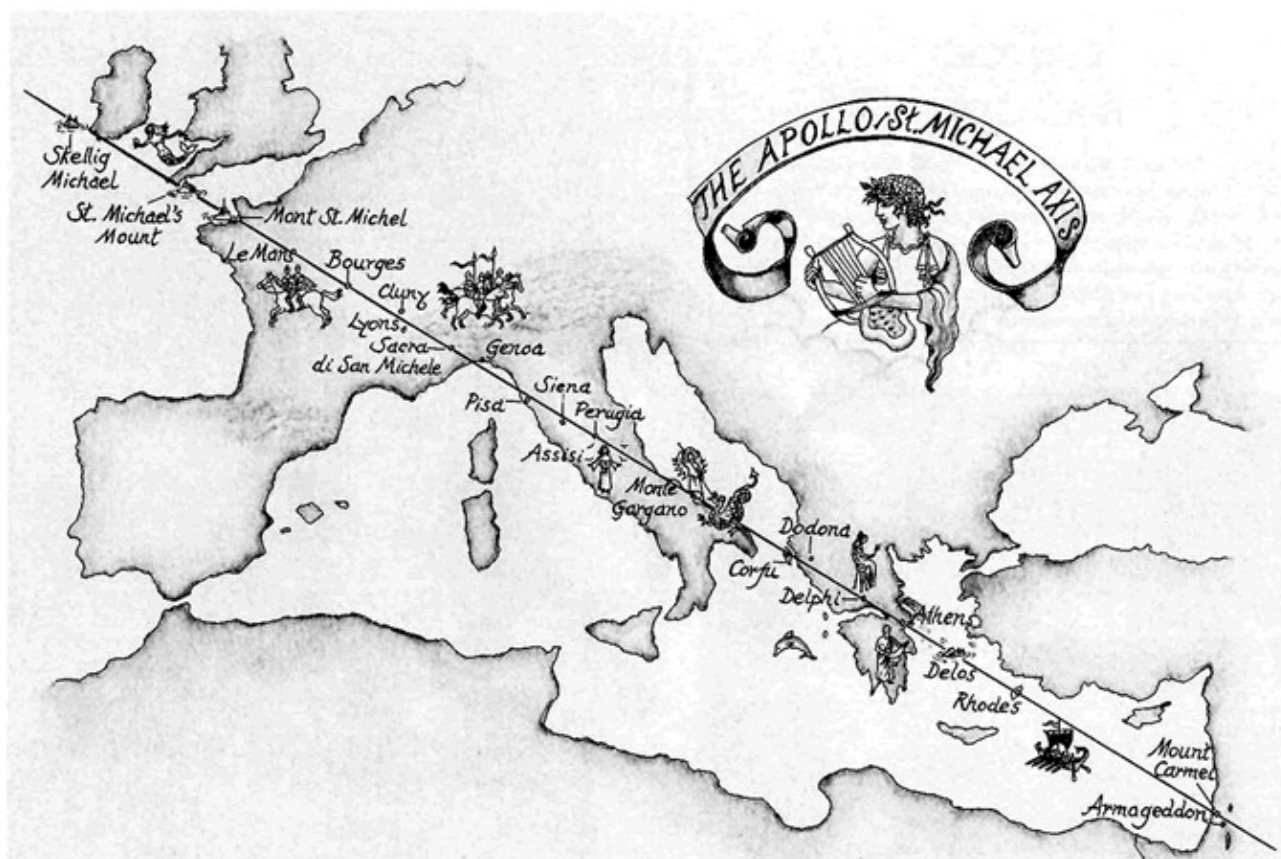 THE APOLLO/St. MICHAEL AXIS
Skellig
Michael
St. Michael's
Mount
Mont St. Michel
Le Mans
Bourges
Cluny
Lyons
Sacra
di San Michele
Genoa
Pisa
Siena
Perugia
Assisi
Monte
Gargano
Dodona
Corfu
Delphi
Athens
Delos
Rhodes
Mount
Carmel
Armageddon